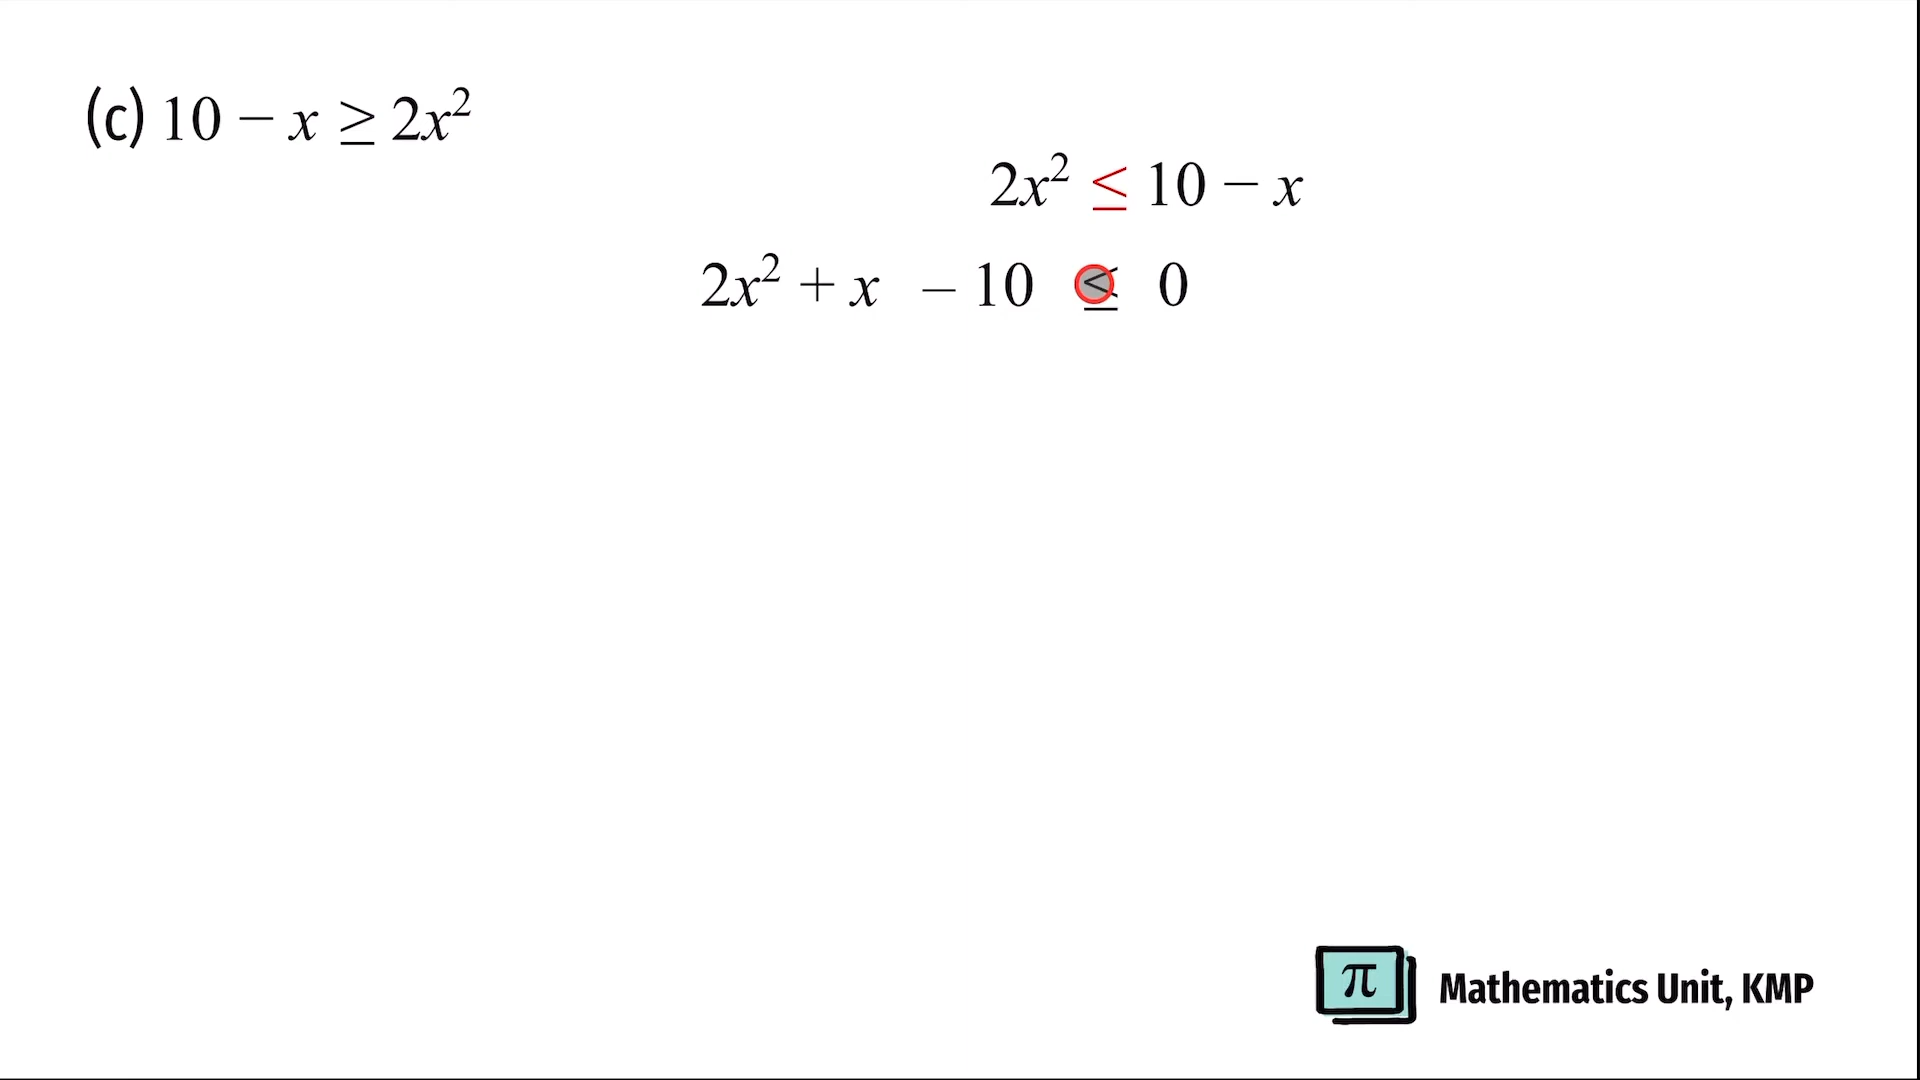 (c) 10 − x ≥ 2x²
2x² ≤ 10 − x
2x² + x − 10 ≤ 0
π Mathematics Unit, KMP